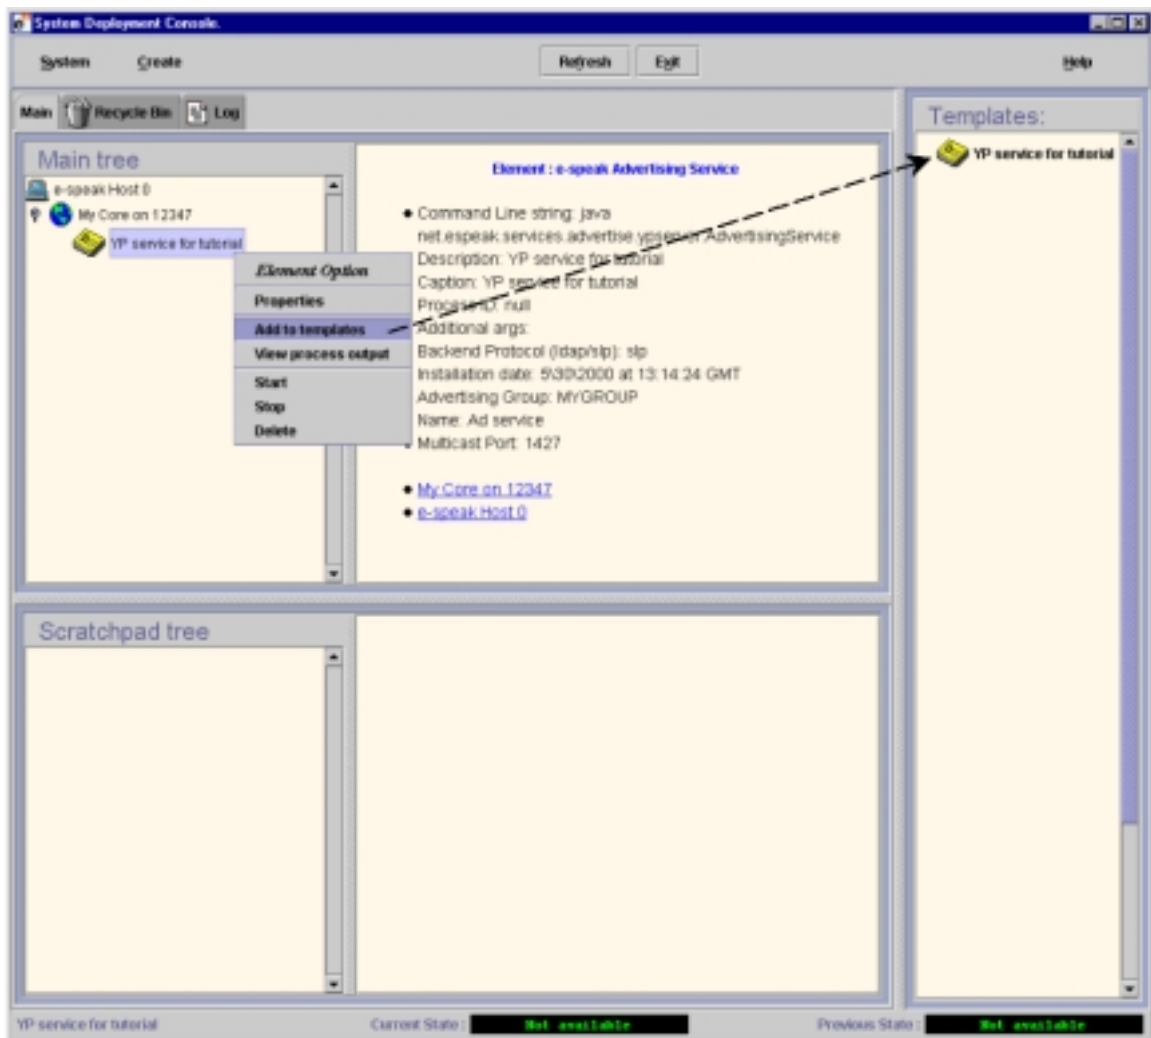 System Deployment Console.
System Create Refresh Exit Help
Main Recycle Bin Log
Main tree
e-speak Host 0
My Core on 12347
YP service for tutorial
Element Option
Properties
Add to templates
View process output
Start
Stop
Delete
Element : e-speak Advertising Service
Command Line string: java
net.espeak.services.advertise.ypserver.AdvertisingService
Description: YP service for tutorial
Caption: YP service for tutorial
Process ID: null
Additional args:
Backend Protocol (ldap/slp): slp
Installation date: 5\30\2000 at 13:14:24 GMT
Advertising Group: MYGROUP
Name: Ad service
Multicast Port: 1427
My Core on 12347
e-speak Host 0
Templates:
YP service for tutorial
Scratchpad tree
YP service for tutorial Current State : Not available Previous State : Not available